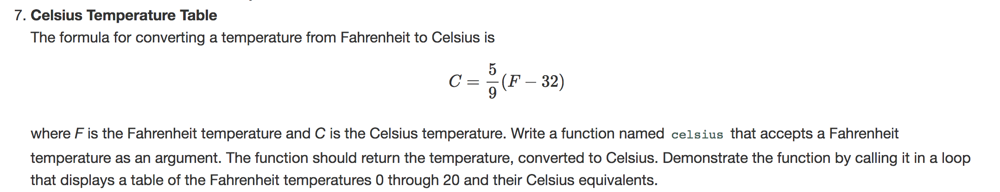 7. Celsius Temperature Table
The formula for converting a temperature from Fahrenheit to Celsius is
C = 5/9 (F − 32)
where F is the Fahrenheit temperature and C is the Celsius temperature. Write a function named celsius that accepts a Fahrenheit
temperature as an argument. The function should return the temperature, converted to Celsius. Demonstrate the function by calling it in a loop
that displays a table of the Fahrenheit temperatures 0 through 20 and their Celsius equivalents.